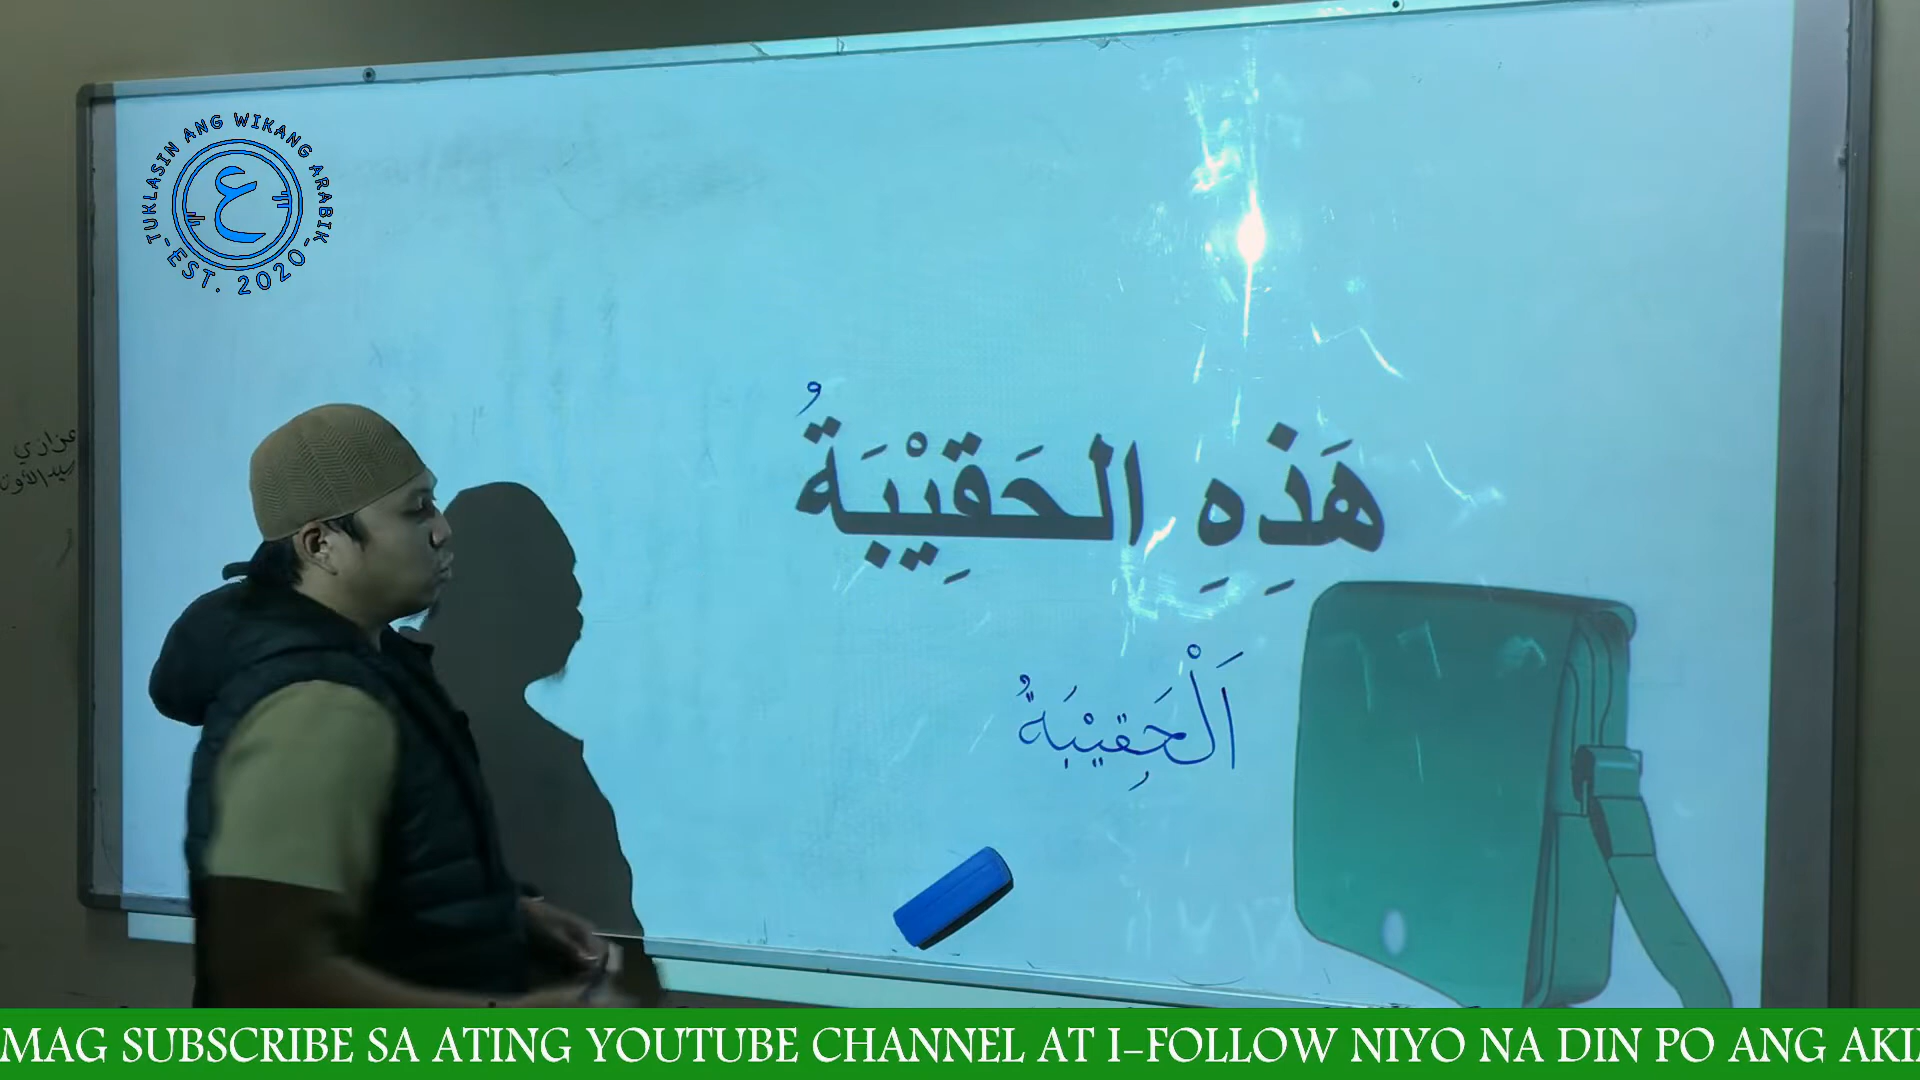 TUKLASIN ANG WIKANG ARABIK
ع
-EST. 2020-
هَذِهِ الحَقِيْبَةُ
اَلْحَقِيْبَةُ
MAG SUBSCRIBE SA ATING YOUTUBE CHANNEL AT I-FOLLOW NIYO NA DIN PO ANG